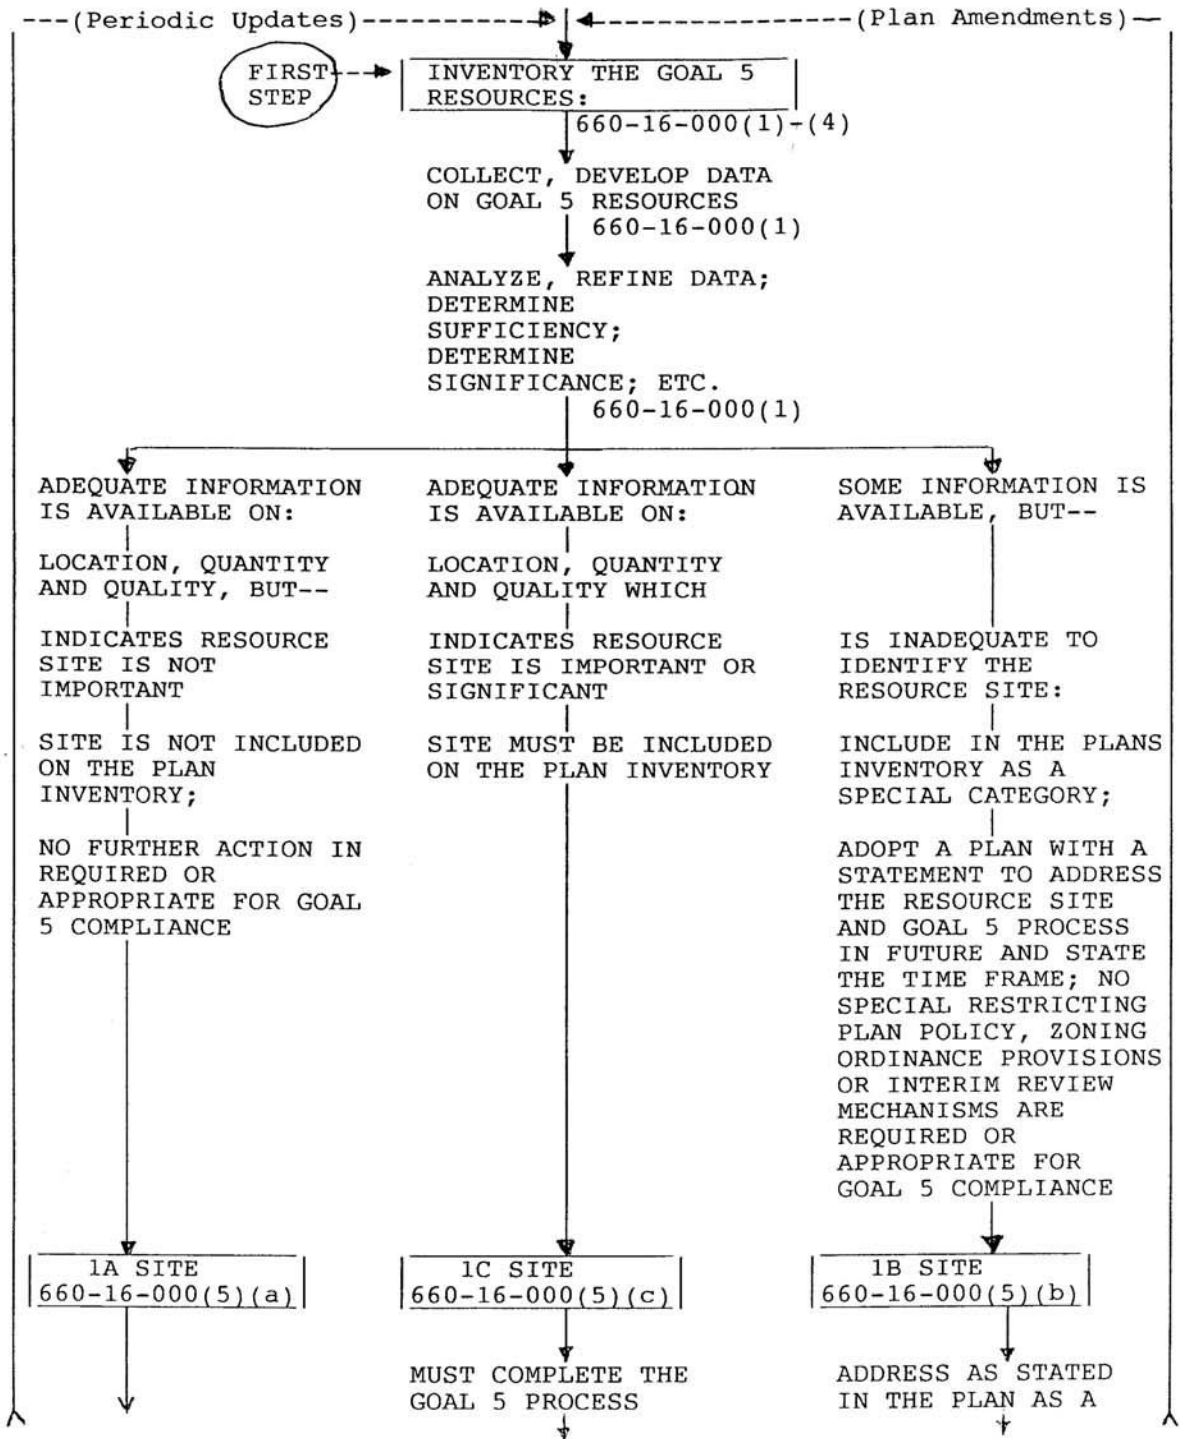 ---(Periodic Updates)------------
------------------(Plan Amendments)—
FIRST
STEP
INVENTORY THE GOAL 5
RESOURCES:
660-16-000(1)-(4)
COLLECT, DEVELOP DATA
ON GOAL 5 RESOURCES
660-16-000(1)
ANALYZE, REFINE DATA;
DETERMINE
SUFFICIENCY;
DETERMINE
SIGNIFICANCE; ETC.
660-16-000(1)
ADEQUATE INFORMATION
IS AVAILABLE ON:
LOCATION, QUANTITY
AND QUALITY, BUT--
INDICATES RESOURCE
SITE IS NOT
IMPORTANT
SITE IS NOT INCLUDED
ON THE PLAN
INVENTORY;
NO FURTHER ACTION IN
REQUIRED OR
APPROPRIATE FOR GOAL
5 COMPLIANCE
1A SITE
660-16-000(5)(a)
ADEQUATE INFORMATION
IS AVAILABLE ON:
LOCATION, QUANTITY
AND QUALITY WHICH
INDICATES RESOURCE
SITE IS IMPORTANT OR
SIGNIFICANT
SITE MUST BE INCLUDED
ON THE PLAN INVENTORY
1C SITE
660-16-000(5)(c)
MUST COMPLETE THE
GOAL 5 PROCESS
SOME INFORMATION IS
AVAILABLE, BUT--
IS INADEQUATE TO
IDENTIFY THE
RESOURCE SITE:
INCLUDE IN THE PLANS
INVENTORY AS A
SPECIAL CATEGORY;
ADOPT A PLAN WITH A
STATEMENT TO ADDRESS
THE RESOURCE SITE
AND GOAL 5 PROCESS
IN FUTURE AND STATE
THE TIME FRAME; NO
SPECIAL RESTRICTING
PLAN POLICY, ZONING
ORDINANCE PROVISIONS
OR INTERIM REVIEW
MECHANISMS ARE
REQUIRED OR
APPROPRIATE FOR
GOAL 5 COMPLIANCE
1B SITE
660-16-000(5)(b)
ADDRESS AS STATED
IN THE PLAN AS A